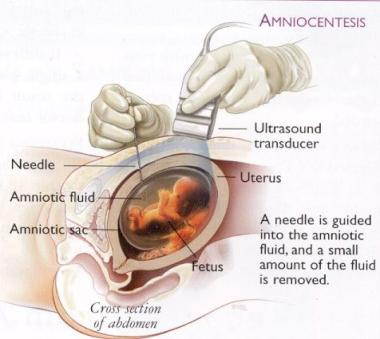 AMNIOCENTESIS
Ultrasound
transducer
Needle
Uterus
Amniotic fluid
Amniotic sac
Fetus
A needle is guided
into the amniotic
fluid, and a small
amount of the fluid
is removed.
Cross section
of abdomen